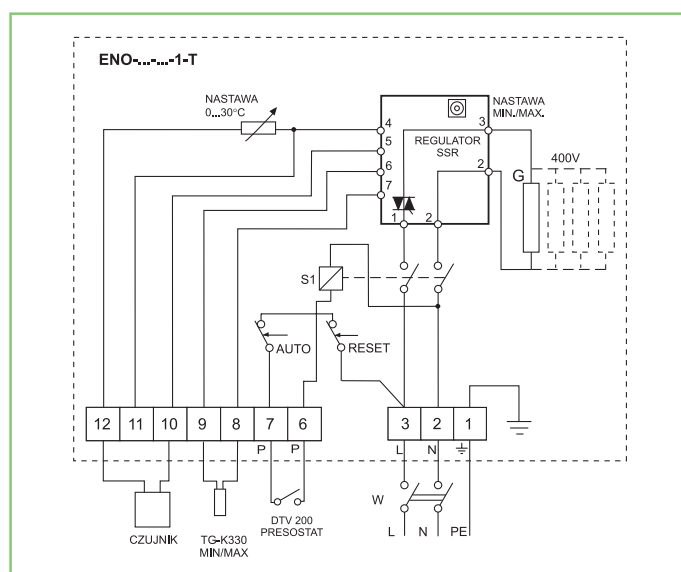 ENO-...-...-1-T
NASTAWA
0...30°C
NASTAWA
MIN./MAX.
4
5
6
7
REGULATOR
SSR
3
2
1
2
G
400V
S1
AUTO
RESET
12
11
10
9
8
7
6
3
2
1
P
P
L
N
W
CZUJNIK
TG-K330
MIN/MAX
DTV 200
PRESOSTAT
L
N
PE